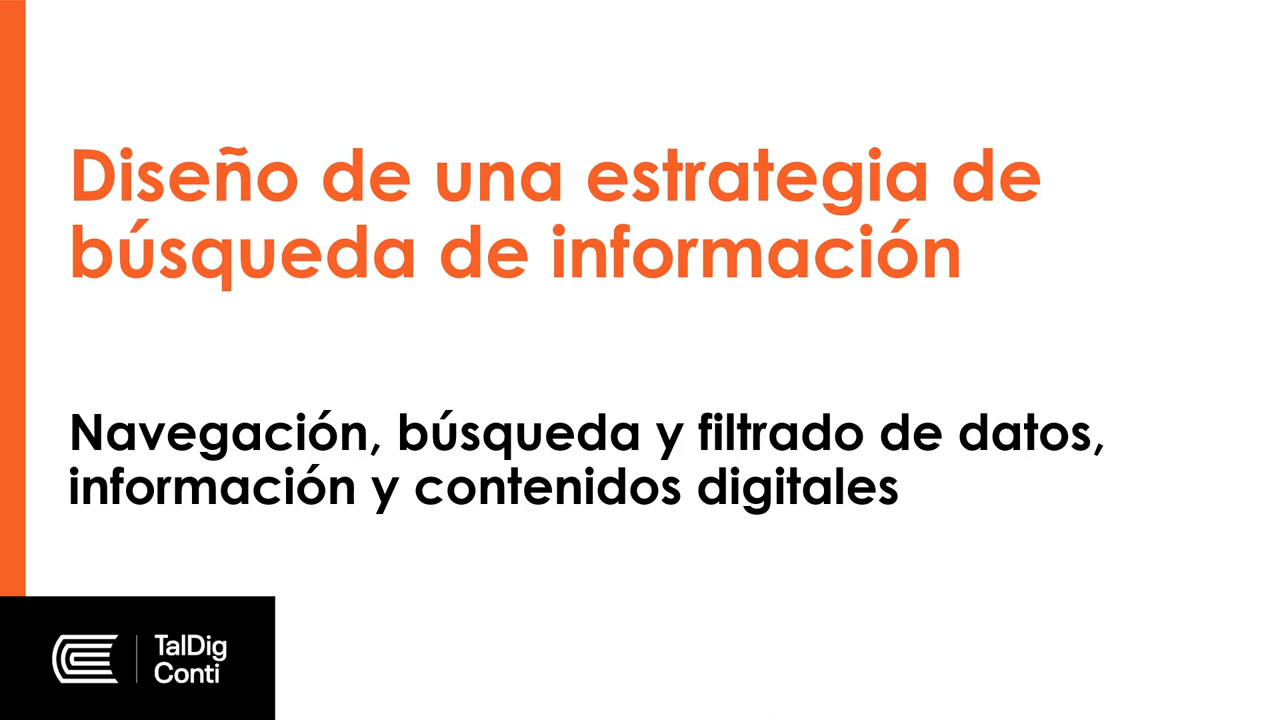 Diseño de una estrategia de
búsqueda de información
Navegación, búsqueda y filtrado de datos,
información y contenidos digitales
TalDig
Conti